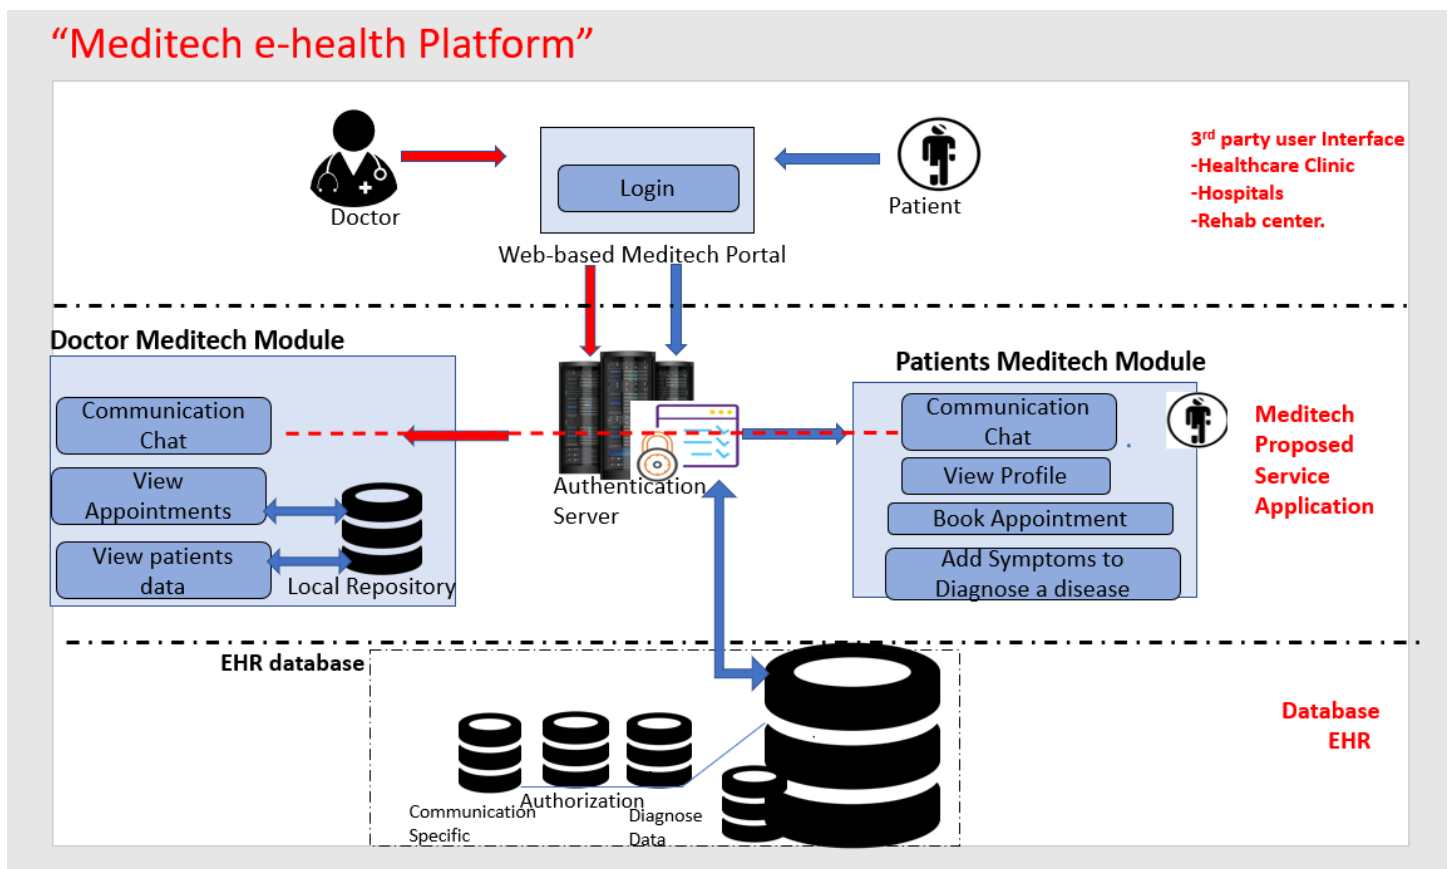 “Meditech e-health Platform”
Doctor
Login
Web-based Meditech Portal
Patient
3rd party user Interface
-Healthcare Clinic
-Hospitals
-Rehab center.
Doctor Meditech Module
Communication
Chat
View
Appointments
View patients
data
Local Repository
Authentication
Server
Patients Meditech Module
Communication
Chat
View Profile
Book Appointment
Add Symptoms to
Diagnose a disease
Meditech
Proposed
Service
Application
EHR database
Communication
Specific
Authorization
Diagnose
Data
Database
EHR